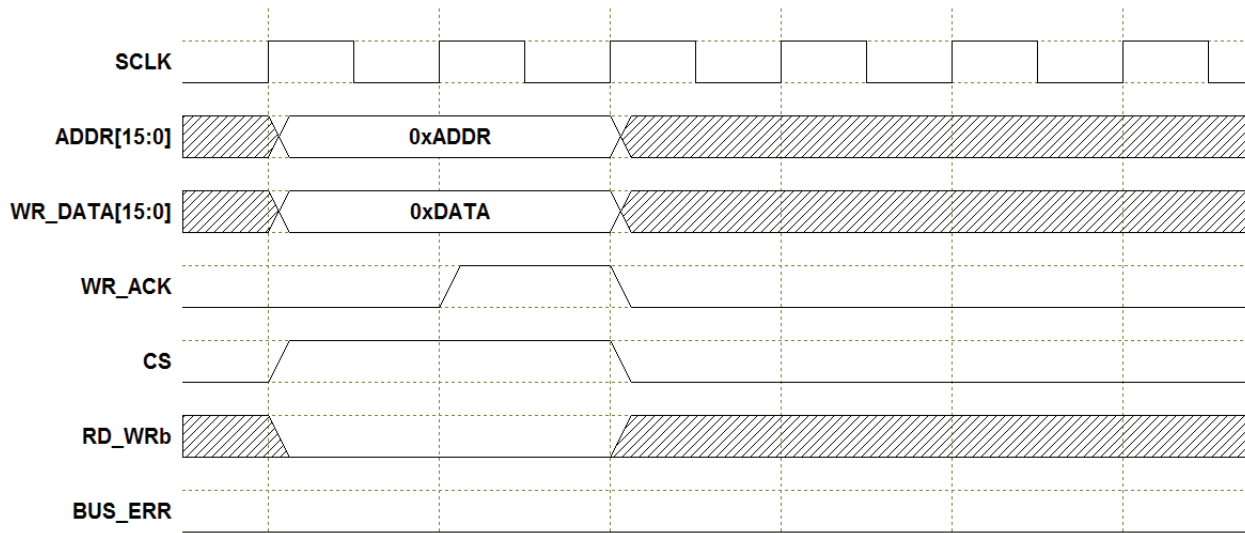 SCLK
ADDR[15:0]
0xADDR
WR_DATA[15:0]
0xDATA
WR_ACK
CS
RD_WRb
BUS_ERR